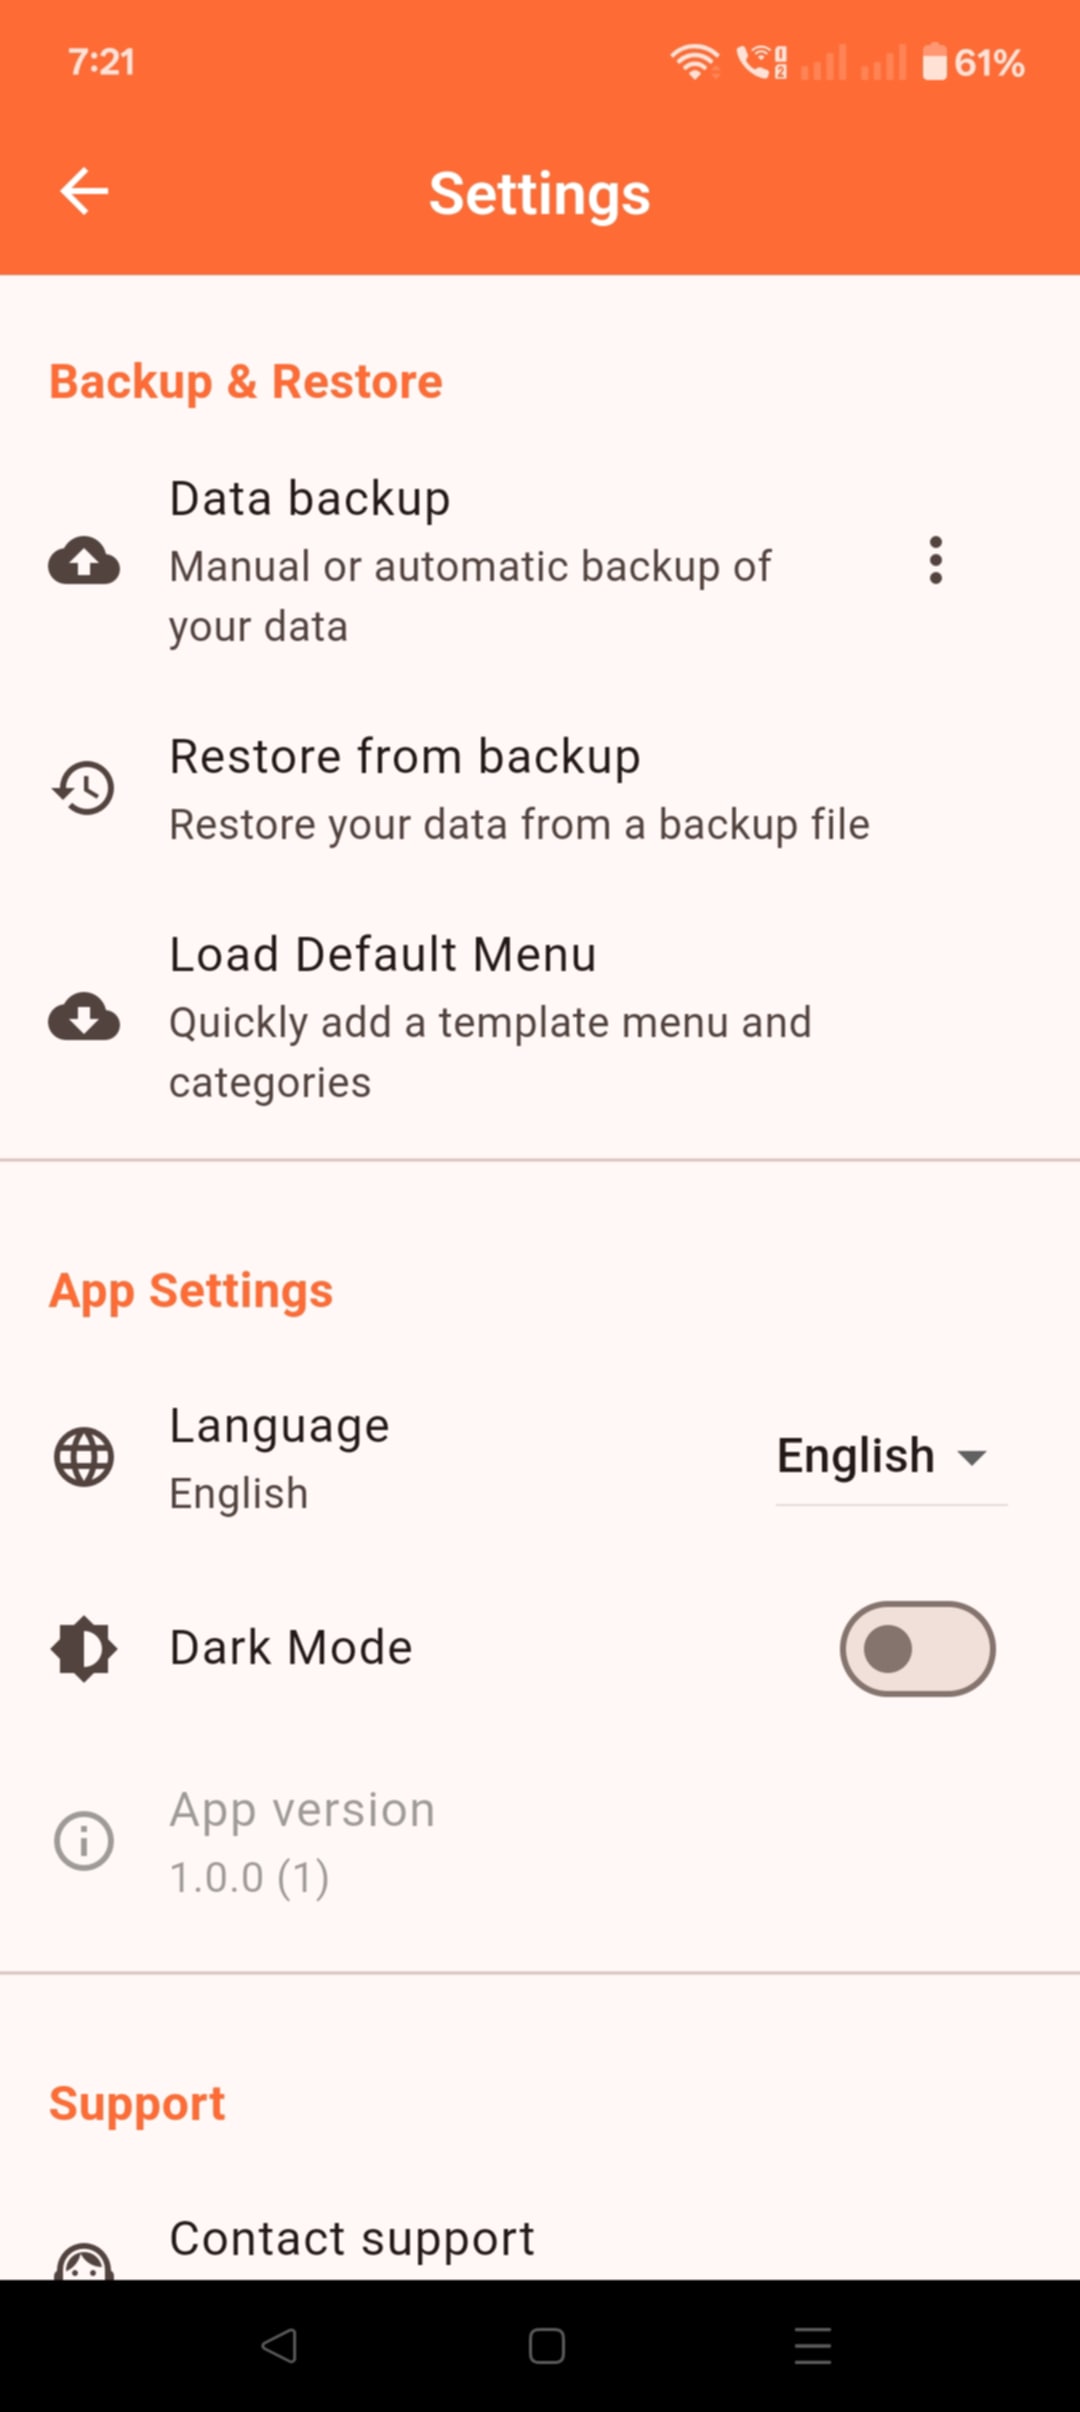 7:21
61%
Settings
Backup & Restore
Data backup
Manual or automatic backup of
your data
Restore from backup
Restore your data from a backup file
Load Default Menu
Quickly add a template menu and
categories
App Settings
Language
English
English
Dark Mode
App version
1.0.0 (1)
Support
Contact support